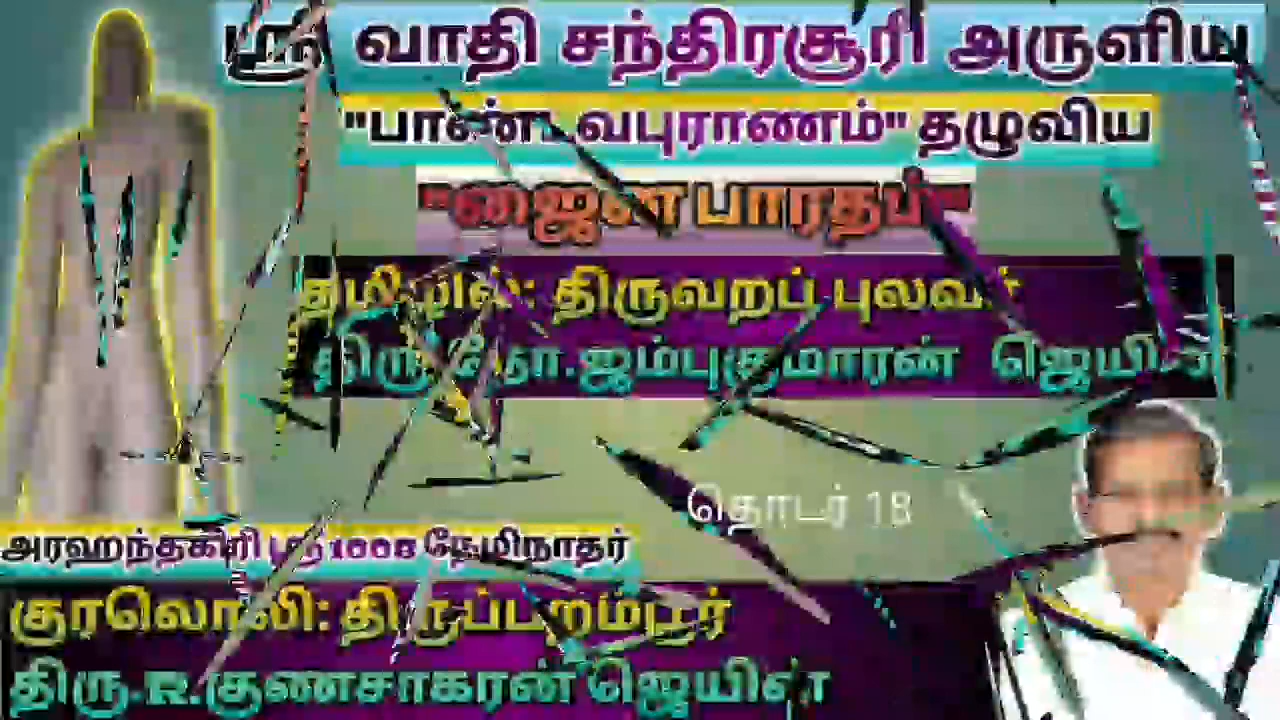 ஸ்ரீ வாதி சந்திரசூரி அருளிய
"பாண்டவபுராணம்" தழுவிய
"ஜைன பாரதம்"
தமிழில்: திருவறப் புலவர்
திரு.தோ.ஜம்புகுமாரன் ஜெயின்
தொடர் 18
அரஹந்தகிரி ஸ்ரீ 1008 நேமிநாதர்
குரலொலி: திருப்பறம்பூர்
திரு.R.குணசாகரன் ஜெயின்